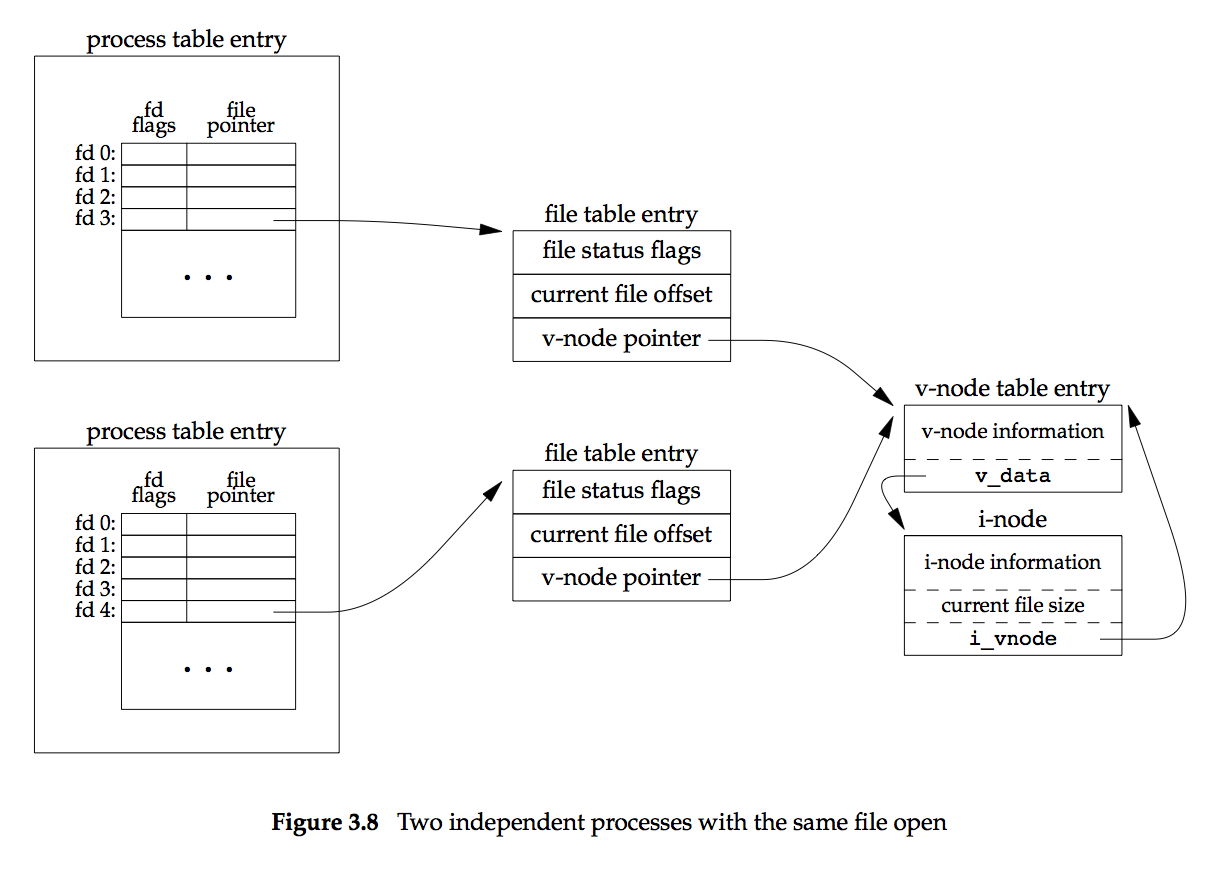 process table entry
fd
flags
file
pointer
fd 0:
fd 1:
fd 2:
fd 3:
. . .
file table entry
file status flags
current file offset
v-node pointer
process table entry
fd
flags
file
pointer
fd 0:
fd 1:
fd 2:
fd 3:
fd 4:
. . .
file table entry
file status flags
current file offset
v-node pointer
v-node table entry
v-node information
v_data
i-node
i-node information
current file size
i_vnode
Figure 3.8 Two independent processes with the same file open